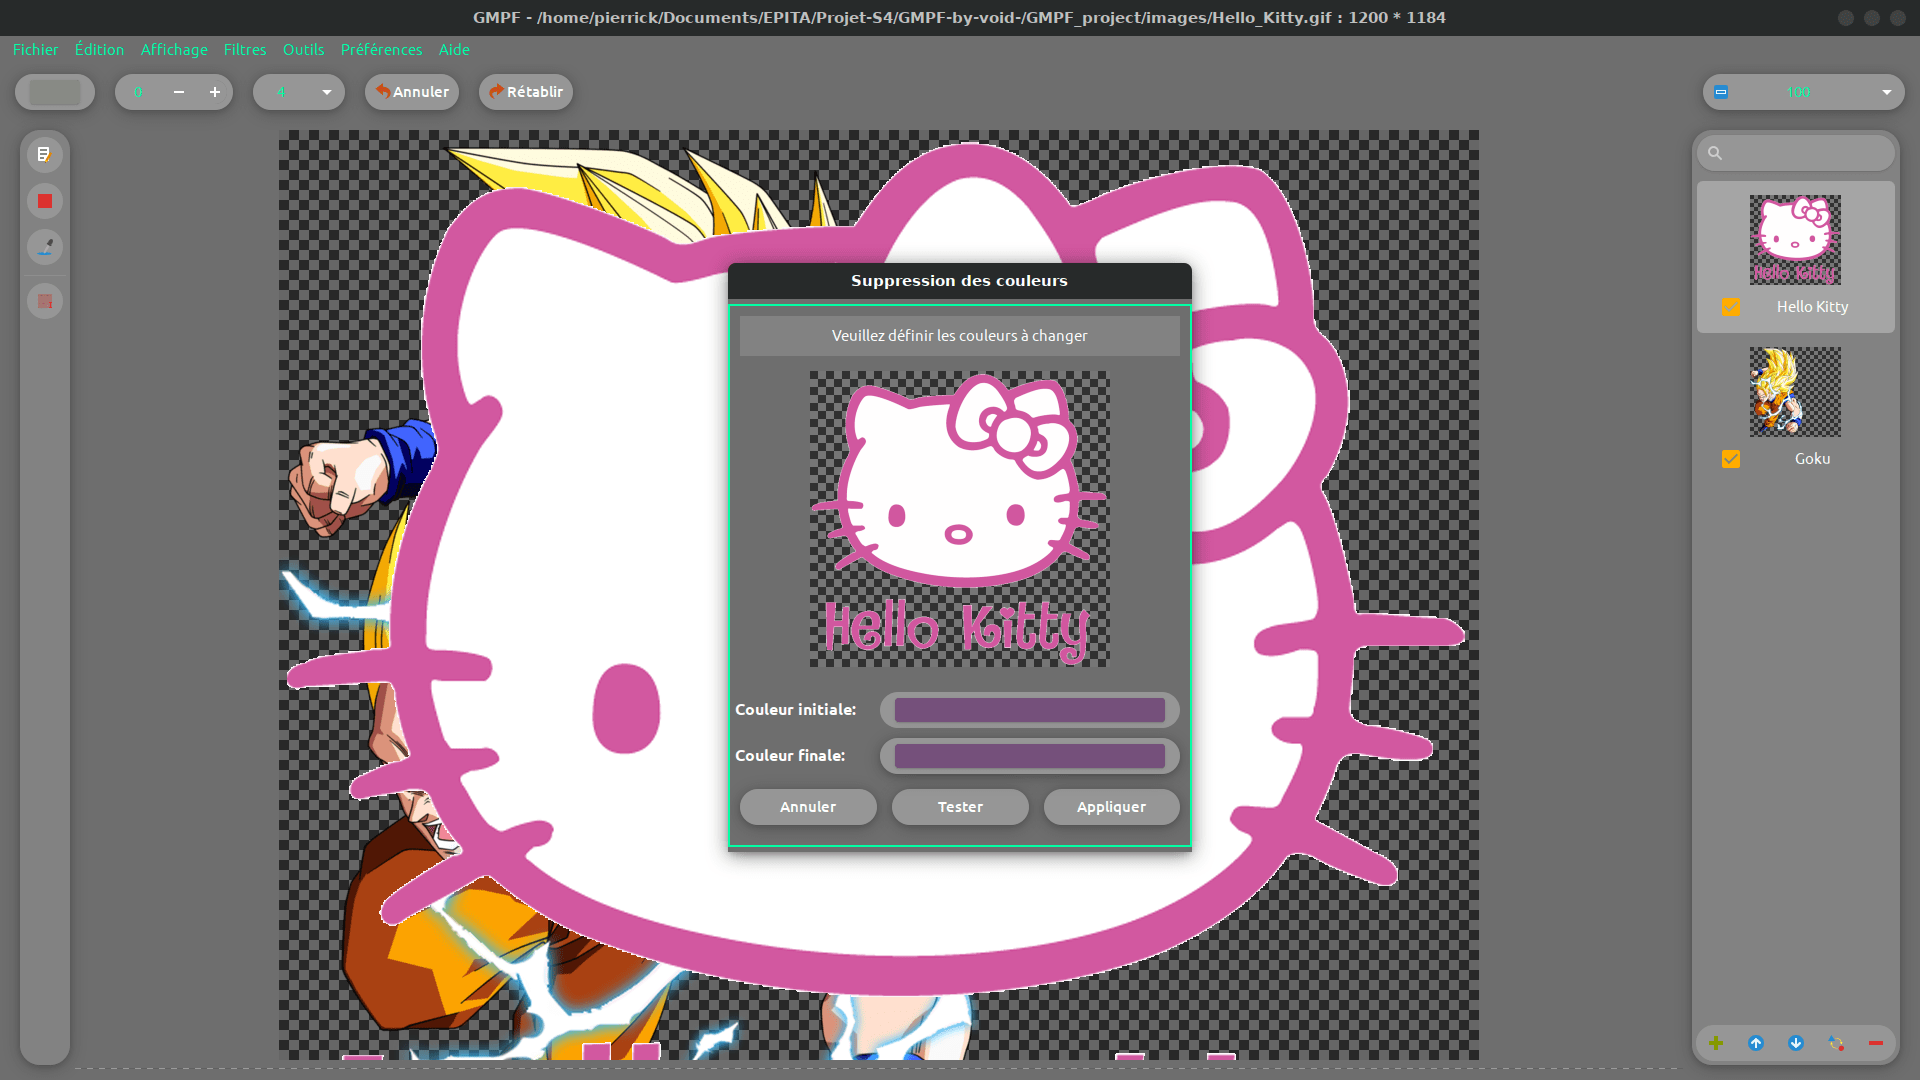 GMPF - /home/pierrick/Documents/EPITA/Projet-S4/GMPF-by-void-/GMPF_project/images/Hello_Kitty.gif : 1200 * 1184
Fichier Édition Affichage Filtres Outils Préférences Aide
0 4 Annuler Rétablir 100
Suppression des couleurs
Veuillez définir les couleurs à changer
Hello Kitty
Couleur initiale:
Couleur finale:
Annuler Tester Appliquer
Hello Kitty
Hello Kitty
Goku